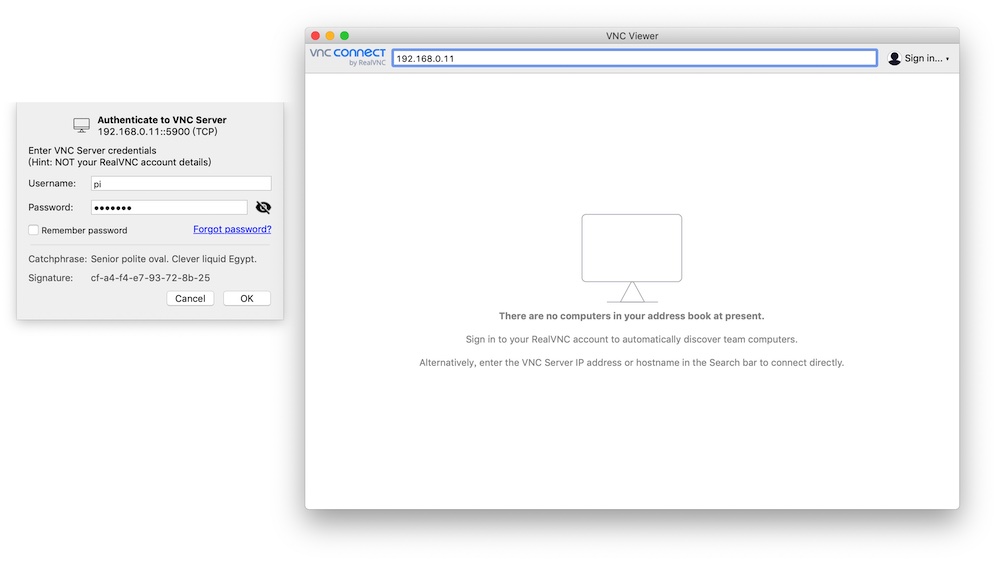 Authenticate to VNC Server
192.168.0.11::5900 (TCP)
Enter VNC Server credentials
(Hint: NOT your RealVNC account details)
Username: pi
Password: •••••••
Remember password Forgot password?
Catchphrase: Senior polite oval. Clever liquid Egypt.
Signature: cf-a4-f4-e7-93-72-8b-25
Cancel OK
VNC Viewer
vnc connect 192.168.0.11 Sign in...
by RealVNC
There are no computers in your address book at present.
Sign in to your RealVNC account to automatically discover team computers.
Alternatively, enter the VNC Server IP address or hostname in the Search bar to connect directly.